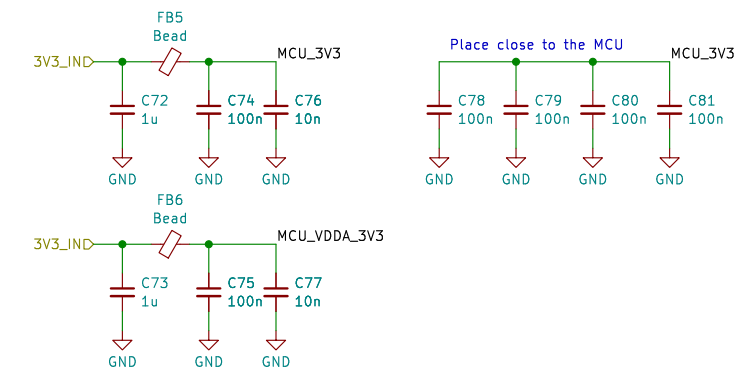 FB5
Bead
3V3_IN
MCU_3V3
C72
1u
C74
100n
C76
10n
GND
GND
GND
Place close to the MCU
MCU_3V3
C78
100n
C79
100n
C80
100n
C81
100n
GND
GND
GND
GND
FB6
Bead
3V3_IN
MCU_VDDA_3V3
C73
1u
C75
100n
C77
10n
GND
GND
GND